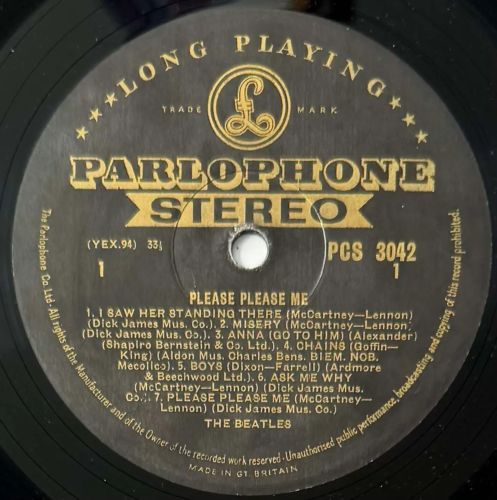 ★★★★ LONG PLAYING ★★★★
TRADE MARK
£
PARLOPHONE
STEREO
(YEX.94) 33⅓
PCS 3042
1
1
PLEASE PLEASE ME
1. I SAW HER STANDING THERE (McCartney—Lennon)
(Dick James Mus. Co.). 2. MISERY (McCartney—Lennon)
(Dick James Mus. Co.). 3. ANNA (GO TO HIM) (Alexander)
(Shapiro Bernstein & Co. Ltd.). 4. CHAINS (Goffin—
King) (Aldon Mus. Charles Bens. BIEM. NCB.
Mecolico). 5. BOYS (Dixon—Farrell) (Ardmore
& Beechwood Ltd.). 6. ASK ME WHY
(McCartney—Lennon) (Dick James Mus.
Co.). 7. PLEASE PLEASE ME (McCartney—
Lennon) (Dick James Mus. Co.)
THE BEATLES
The Parlophone Co. Ltd. All rights of the Manufacturer and of the Owner of the recorded work reserved. Unauthorised public performance, broadcasting and copying of this record prohibited.
MADE IN GT. BRITAIN